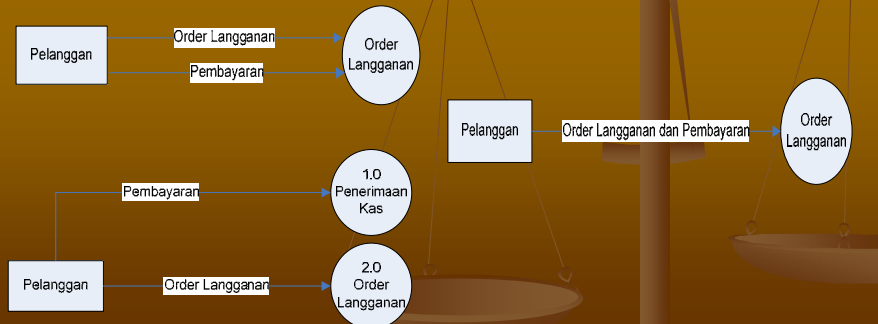 Pelanggan
Order Langganan
Pembayaran
Order
Langganan
Pelanggan
Order Langganan dan Pembayaran
Order
Langganan
Pembayaran
1.0
Penerimaan
Kas
Pelanggan
Order Langganan
2.0
Order
Langganan